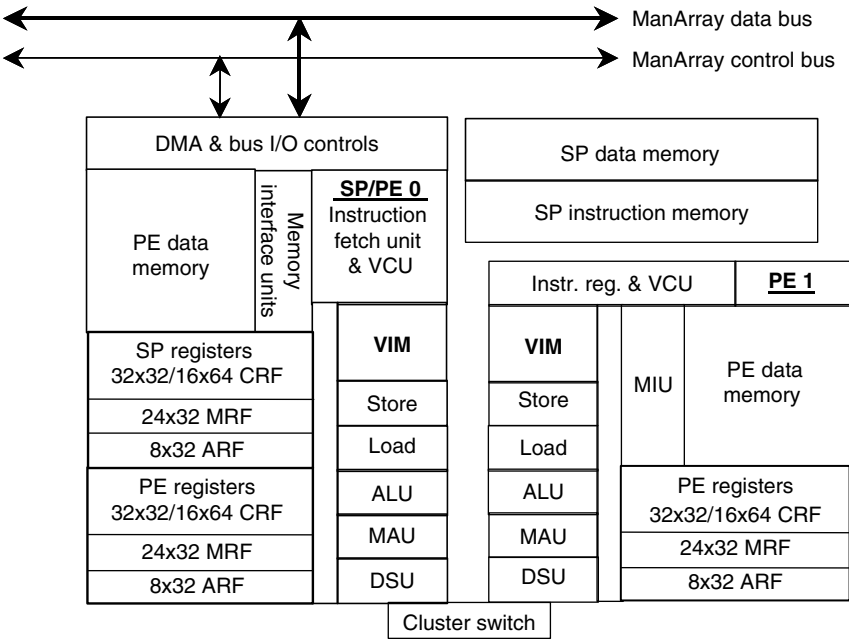 ManArray data bus
ManArray control bus
DMA & bus I/O controls
PE data
memory
Memory
interface units
SP/PE 0
Instruction
fetch unit
& VCU
SP data memory
SP instruction memory
Instr. reg. & VCU
PE 1
SP registers
32x32/16x64 CRF
24x32 MRF
8x32 ARF
PE registers
32x32/16x64 CRF
24x32 MRF
8x32 ARF
VIM
Store
Load
ALU
MAU
DSU
VIM
Store
Load
ALU
MAU
DSU
MIU
PE data
memory
PE registers
32x32/16x64 CRF
24x32 MRF
8x32 ARF
Cluster switch